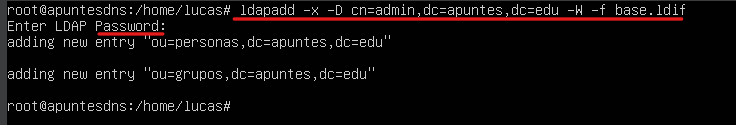 root@apuntesdns:/home/lucas# ldapadd -x -D cn=admin,dc=apuntes,dc=edu -W -f base.ldif
Enter LDAP Password:
adding new entry "ou=personas,dc=apuntes,dc=edu"
adding new entry "ou=grupos,dc=apuntes,dc=edu"
root@apuntesdns:/home/lucas#